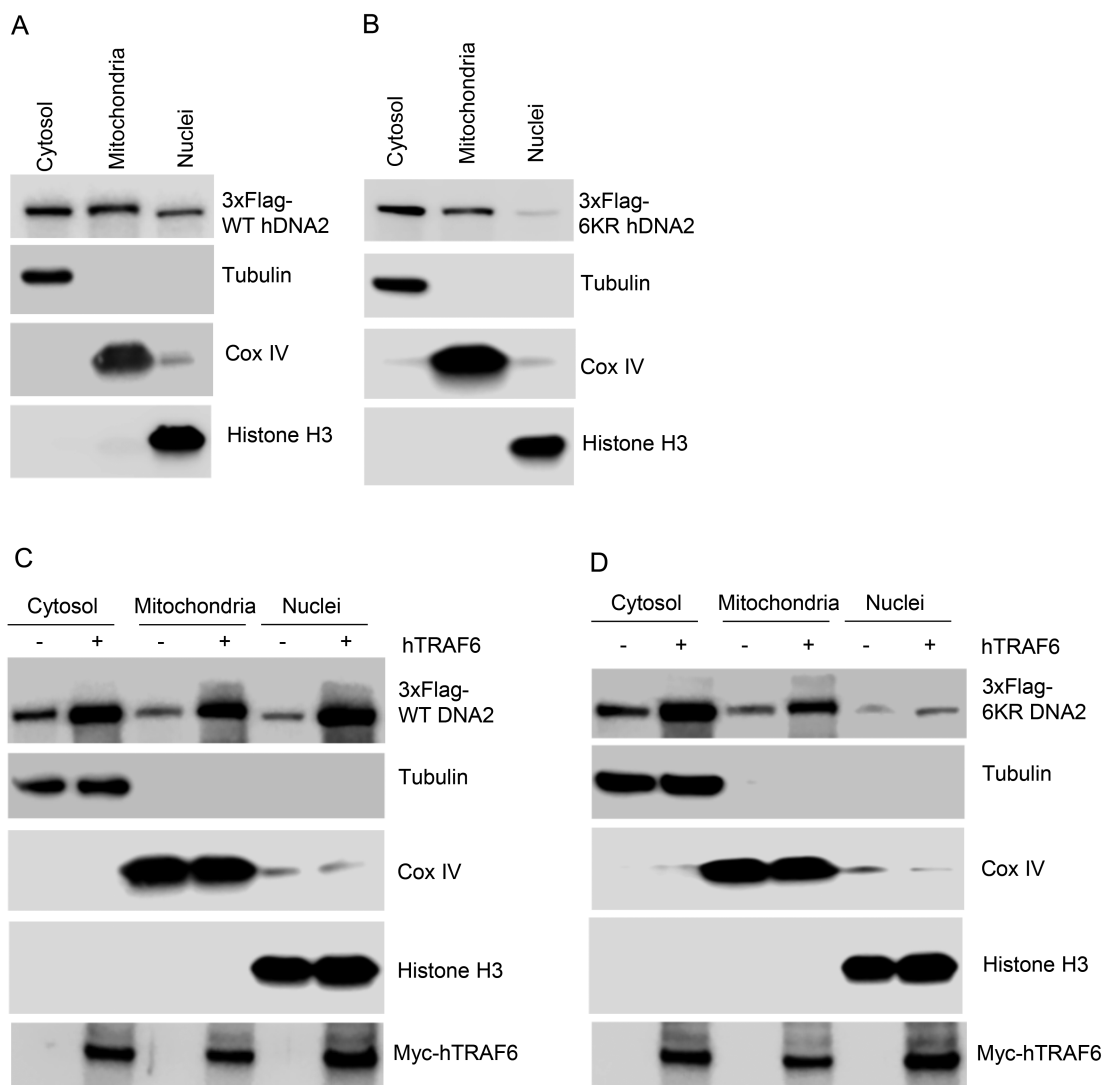 A
Cytosol
Mitochondria
Nuclei
3xFlag-
WT hDNA2
Tubulin
Cox IV
Histone H3
B
Cytosol
Mitochondria
Nuclei
3xFlag-
6KR hDNA2
Tubulin
Cox IV
Histone H3
C
Cytosol Mitochondria Nuclei
- + - + - + hTRAF6
3xFlag-
WT DNA2
Tubulin
Cox IV
Histone H3
Myc-hTRAF6
D
Cytosol Mitochondria Nuclei
- + - + - + hTRAF6
3xFlag-
6KR DNA2
Tubulin
Cox IV
Histone H3
Myc-hTRAF6